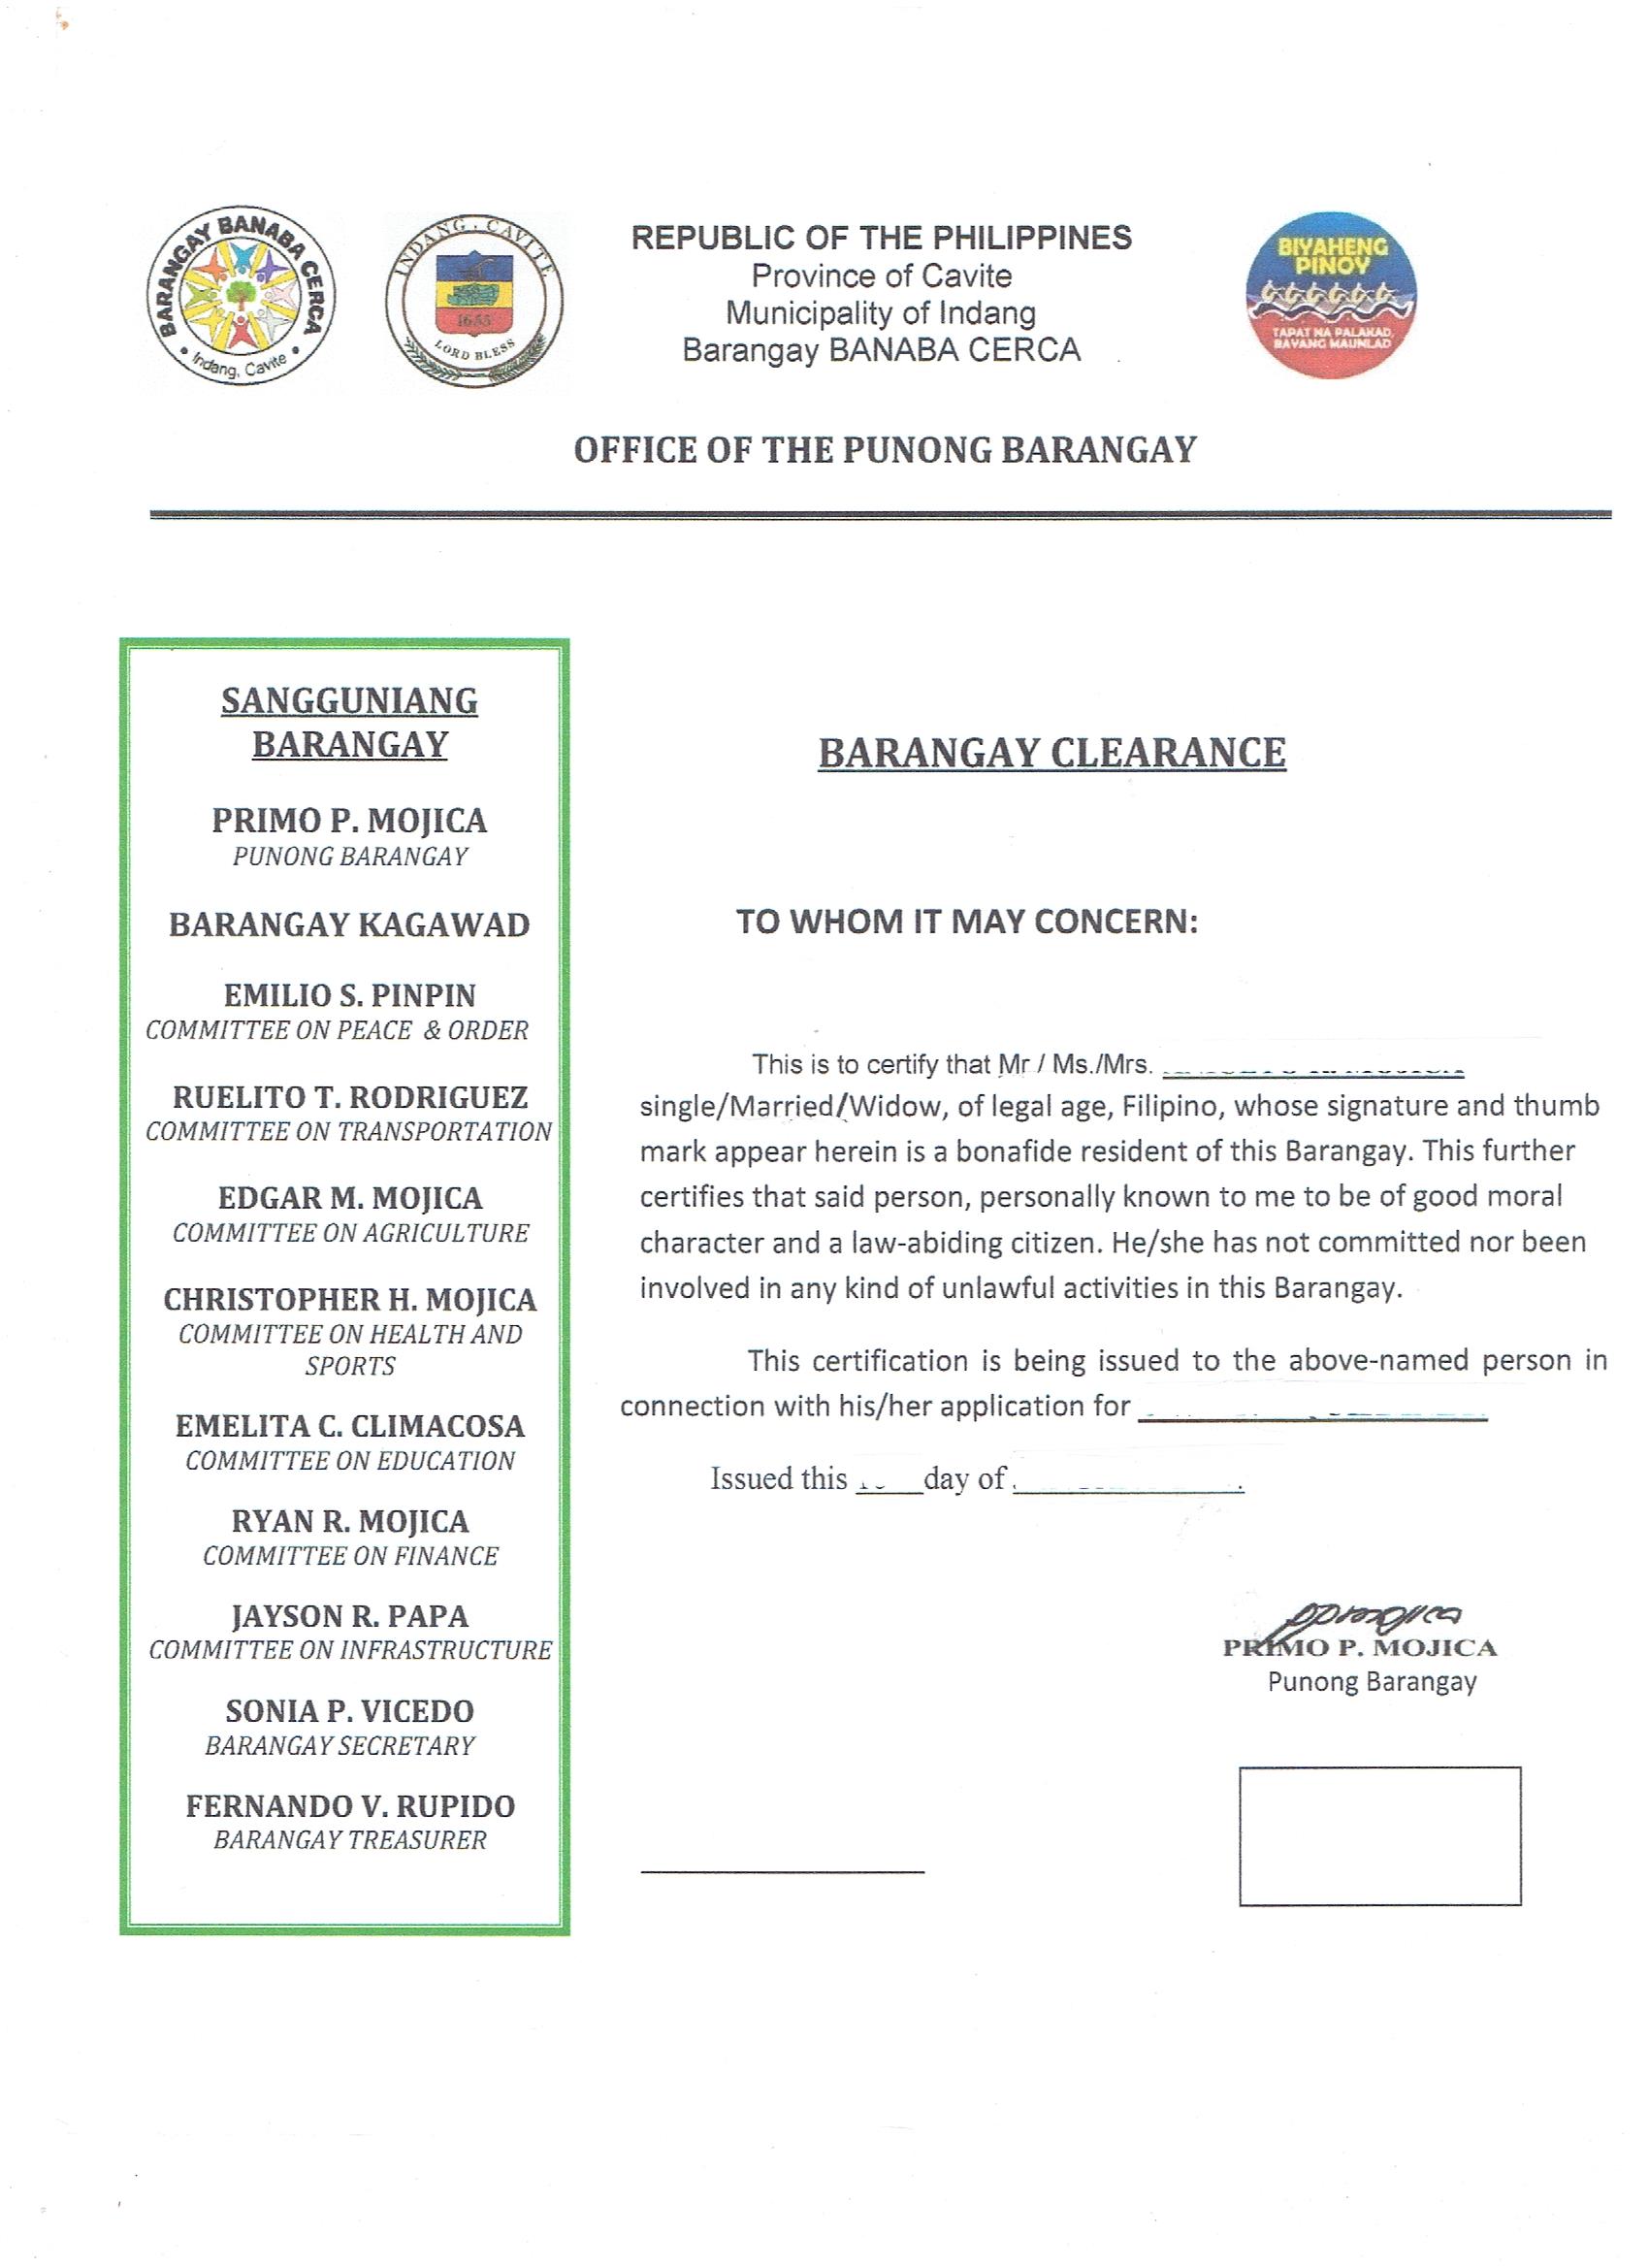 BARANGAY BANABA CERCA
Indang, Cavite
INDANG, CAVITE
1655
LORD BLESS
REPUBLIC OF THE PHILIPPINES
Province of Cavite
Municipality of Indang
Barangay BANABA CERCA
BIYAHENG
PINOY
TAPAT NA PALAKAD,
BAYANG MAUNLAD
OFFICE OF THE PUNONG BARANGAY
SANGGUNIANG
BARANGAY
PRIMO P. MOJICA
PUNONG BARANGAY
BARANGAY KAGAWAD
EMILIO S. PINPIN
COMMITTEE ON PEACE & ORDER
RUELITO T. RODRIGUEZ
COMMITTEE ON TRANSPORTATION
EDGAR M. MOJICA
COMMITTEE ON AGRICULTURE
CHRISTOPHER H. MOJICA
COMMITTEE ON HEALTH AND
SPORTS
EMELITA C. CLIMACOSA
COMMITTEE ON EDUCATION
RYAN R. MOJICA
COMMITTEE ON FINANCE
JAYSON R. PAPA
COMMITTEE ON INFRASTRUCTURE
SONIA P. VICEDO
BARANGAY SECRETARY
FERNANDO V. RUPIDO
BARANGAY TREASURER
BARANGAY CLEARANCE
TO WHOM IT MAY CONCERN:
This is to certify that Mr / Ms./Mrs.
single/Married/Widow, of legal age, Filipino, whose signature and thumb
mark appear herein is a bonafide resident of this Barangay. This further
certifies that said person, personally known to me to be of good moral
character and a law-abiding citizen. He/she has not committed nor been
involved in any kind of unlawful activities in this Barangay.
This certification is being issued to the above-named person in
connection with his/her application for
Issued this ____ day of
ppmojica
PRIMO P. MOJICA
Punong Barangay